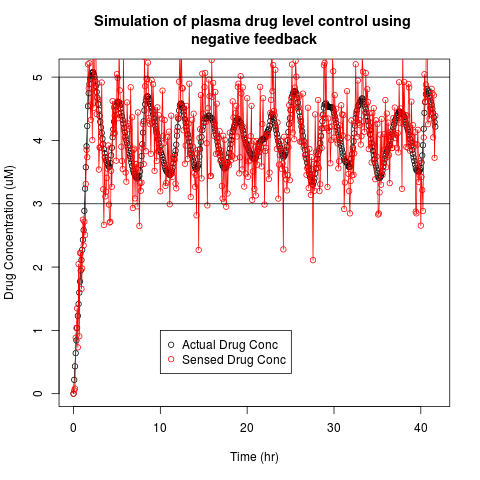 Simulation of plasma drug level control using
negative feedback
Drug Concentration (uM)
5
4
3
2
1
0
Actual Drug Conc
Sensed Drug Conc
0 10 20 30 40
Time (hr)